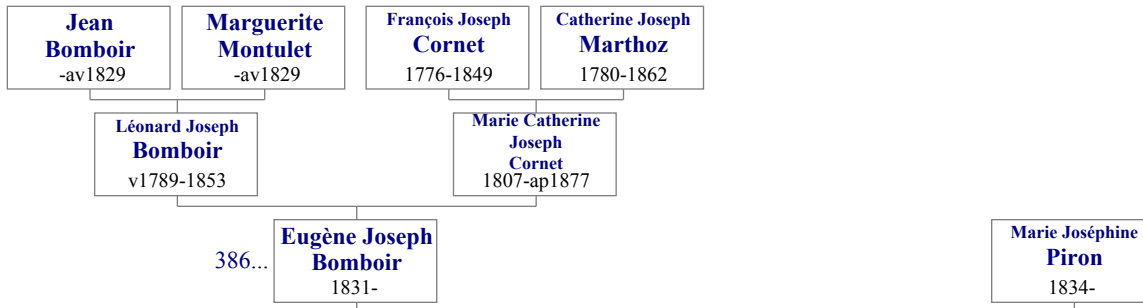 Jean
Bomboir
-av1829
Marguerite
Montulet
-av1829
François Joseph
Cornet
1776-1849
Catherine Joseph
Marthoz
1780-1862
Léonard Joseph
Bomboir
v1789-1853
Marie Catherine
Joseph
Cornet
1807-ap1877
386...
Eugène Joseph
Bomboir
1831-
Marie Joséphine
Piron
1834-